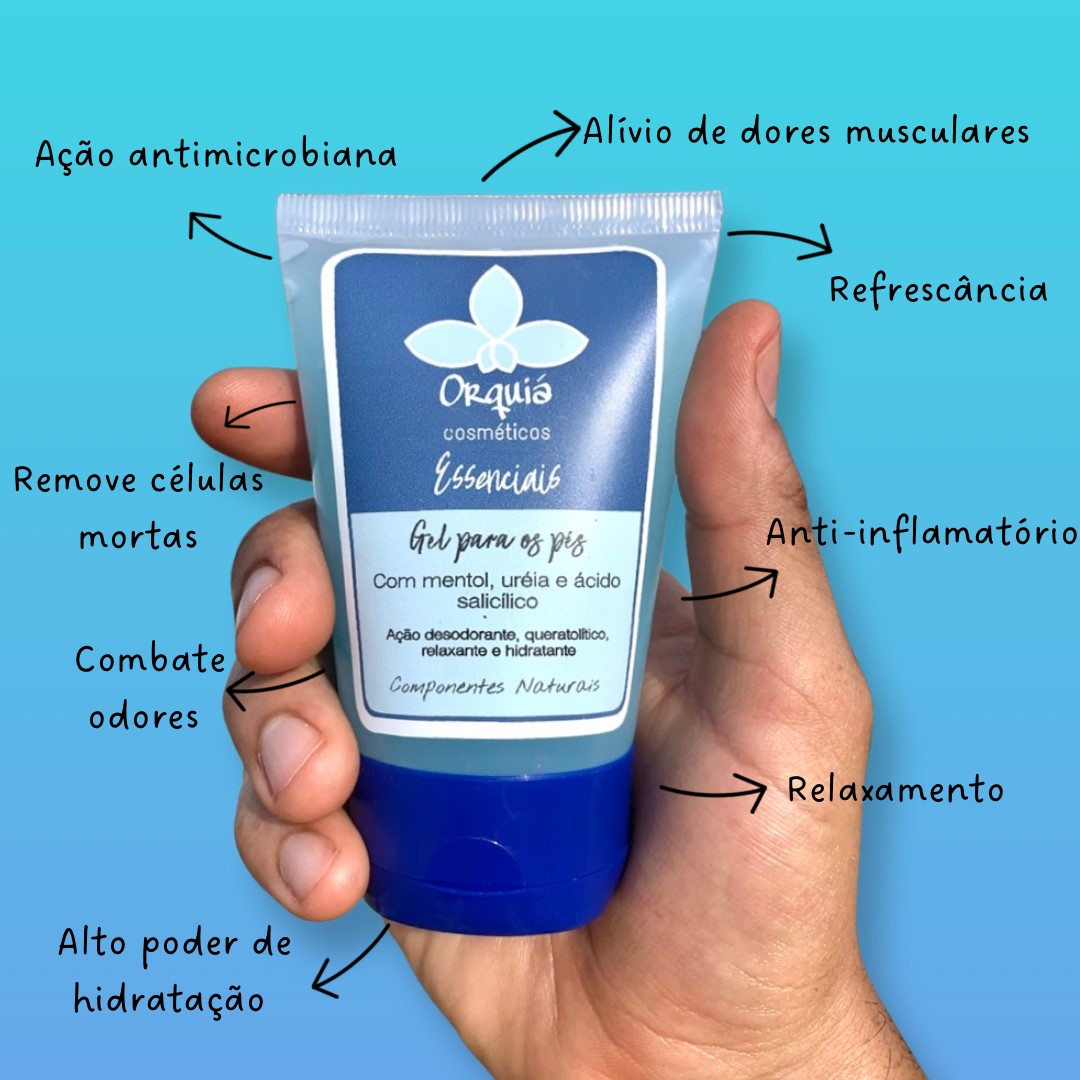 Alívio de dores musculares
Ação antimicrobiana
Refrescância
Orquiá
cosméticos
Essenciais
Gel para os pés
Com mentol, uréia e ácido
salicílico
Ação desodorante, queratolítico,
relaxante e hidratante
Componentes Naturais
Remove células
mortas
Anti-inflamatório
Combate
odores
Relaxamento
Alto poder de
hidratação